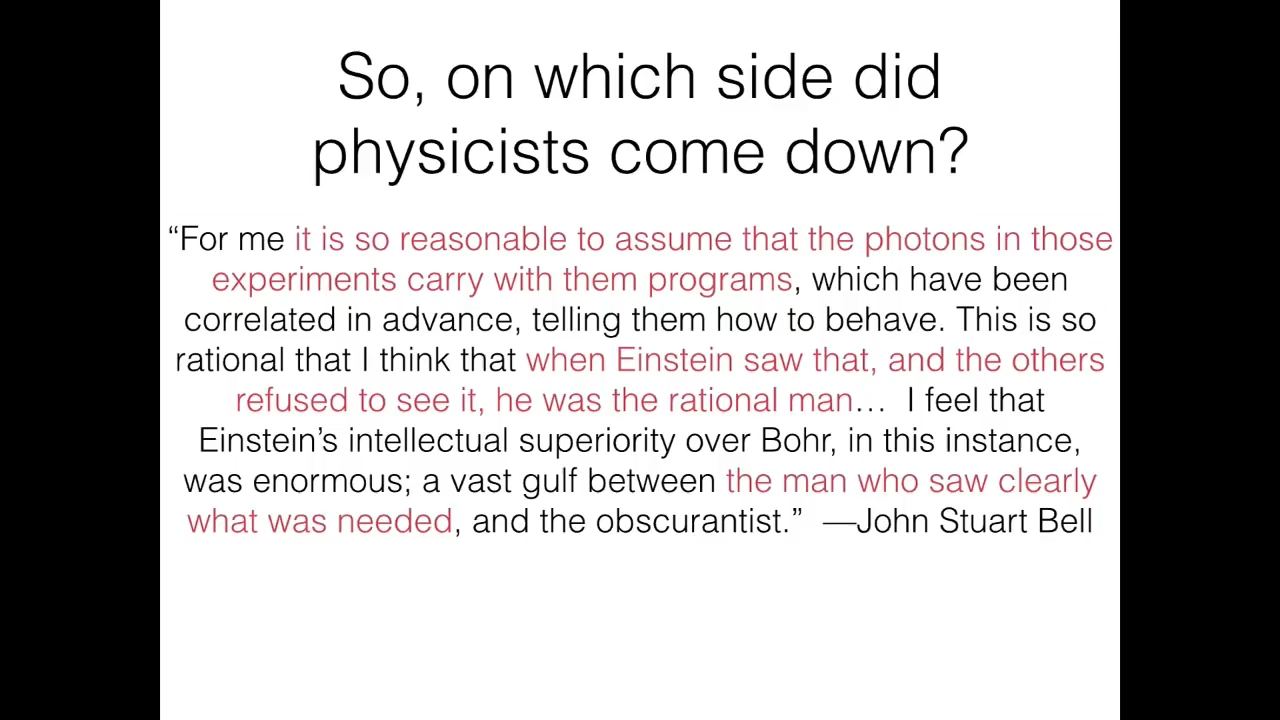 So, on which side did
physicists come down?
“For me it is so reasonable to assume that the photons in those
experiments carry with them programs, which have been
correlated in advance, telling them how to behave. This is so
rational that I think that when Einstein saw that, and the others
refused to see it, he was the rational man…  I feel that
Einstein’s intellectual superiority over Bohr, in this instance,
was enormous; a vast gulf between the man who saw clearly
what was needed, and the obscurantist.”  —John Stuart Bell